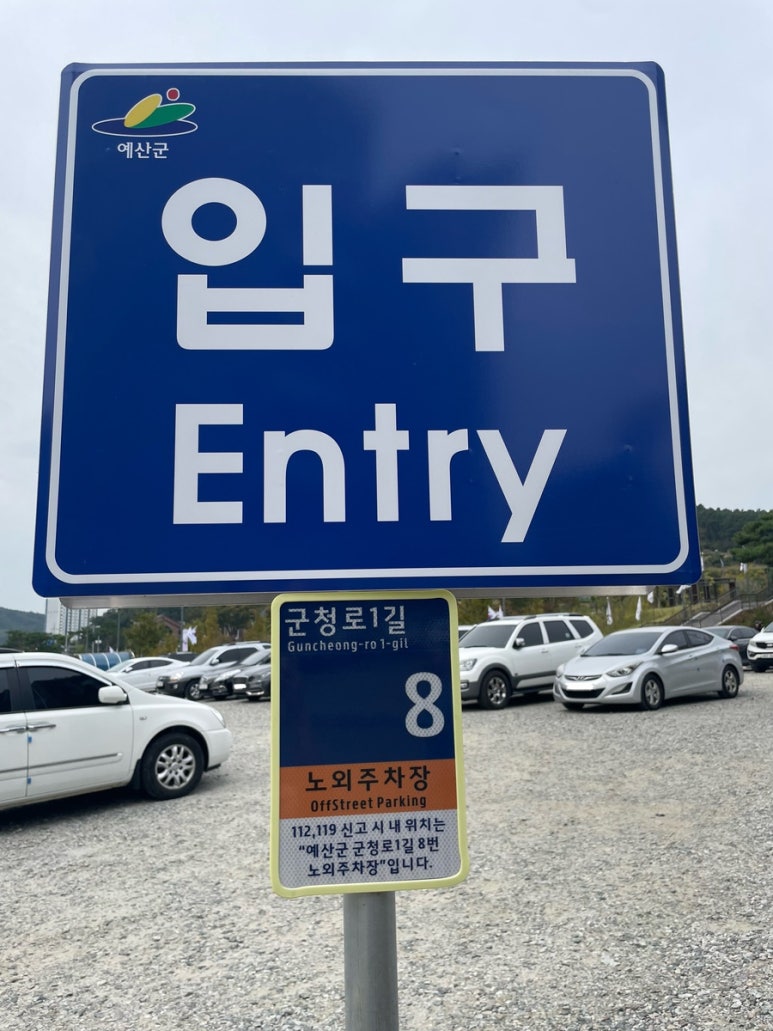 예산군
입구
Entry
군청로1길
Guncheong-ro 1-gil
8
노외주차장
OffStreet Parking
112,119 신고 시 내 위치는
"예산군 군청로1길 8번
노외주차장"입니다.